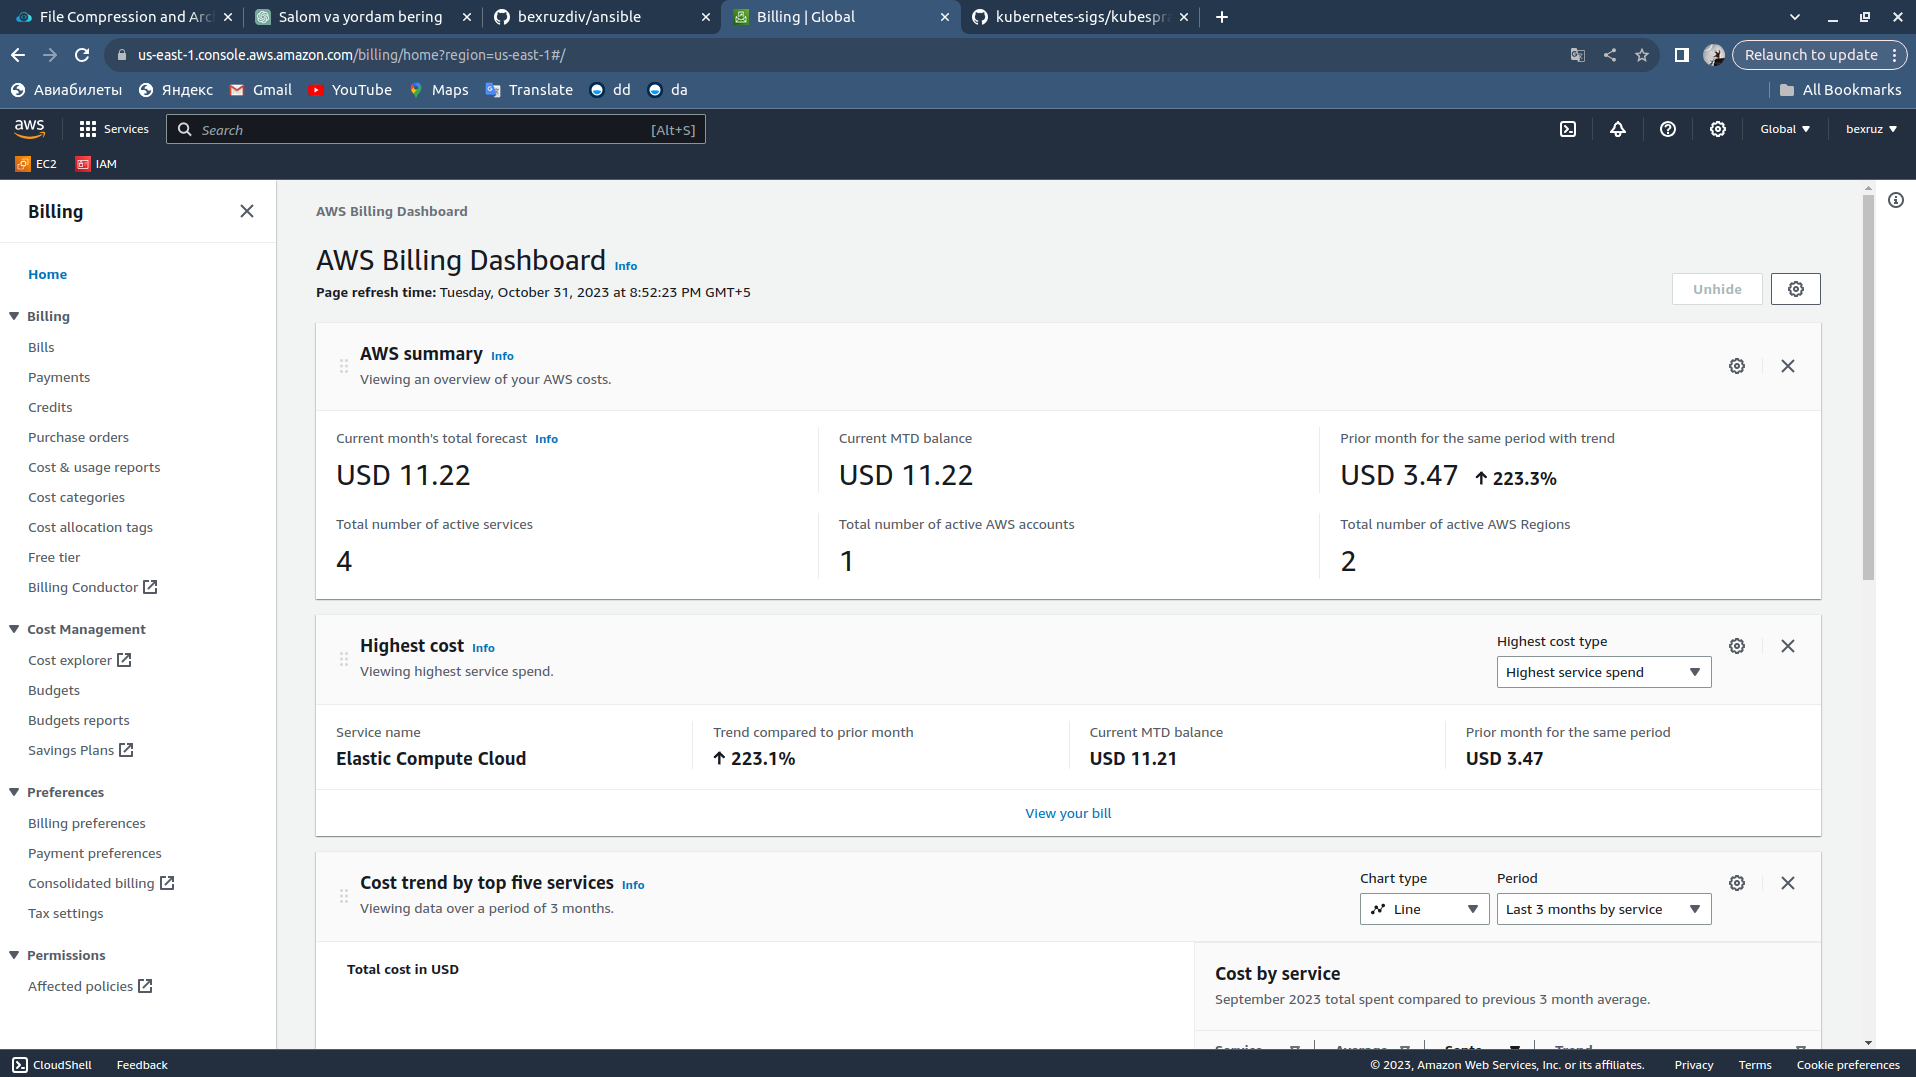 File Compression and Arc
Salom va yordam bering
bexruzdiv/ansible
Billing | Global
kubernetes-sigs/kubespra
us-east-1.console.aws.amazon.com/billing/home?region=us-east-1#/
Relaunch to update
Авиабилеты
Яндекс
Gmail
YouTube
Maps
Translate
dd
da
All Bookmarks
aws
Services
Search
[Alt+S]
Global
bexruz
EC2
IAM
Billing
Home
Billing
Bills
Payments
Credits
Purchase orders
Cost & usage reports
Cost categories
Cost allocation tags
Free tier
Billing Conductor
Cost Management
Cost explorer
Budgets
Budgets reports
Savings Plans
Preferences
Billing preferences
Payment preferences
Consolidated billing
Tax settings
Permissions
Affected policies
AWS Billing Dashboard
AWS Billing Dashboard Info
Page refresh time: Tuesday, October 31, 2023 at 8:52:23 PM GMT+5
Unhide
AWS summary Info
Viewing an overview of your AWS costs.
Current month's total forecast Info
USD 11.22
Current MTD balance
USD 11.22
Prior month for the same period with trend
USD 3.47 ↑ 223.3%
Total number of active services
4
Total number of active AWS accounts
1
Total number of active AWS Regions
2
Highest cost Info
Viewing highest service spend.
Highest cost type
Highest service spend
Service name
Elastic Compute Cloud
Trend compared to prior month
↑ 223.1%
Current MTD balance
USD 11.21
Prior month for the same period
USD 3.47
View your bill
Cost trend by top five services Info
Viewing data over a period of 3 months.
Chart type
Line
Period
Last 3 months by service
Total cost in USD
Cost by service
September 2023 total spent compared to previous 3 month average.
CloudShell
Feedback
© 2023, Amazon Web Services, Inc. or its affiliates.
Privacy
Terms
Cookie preferences